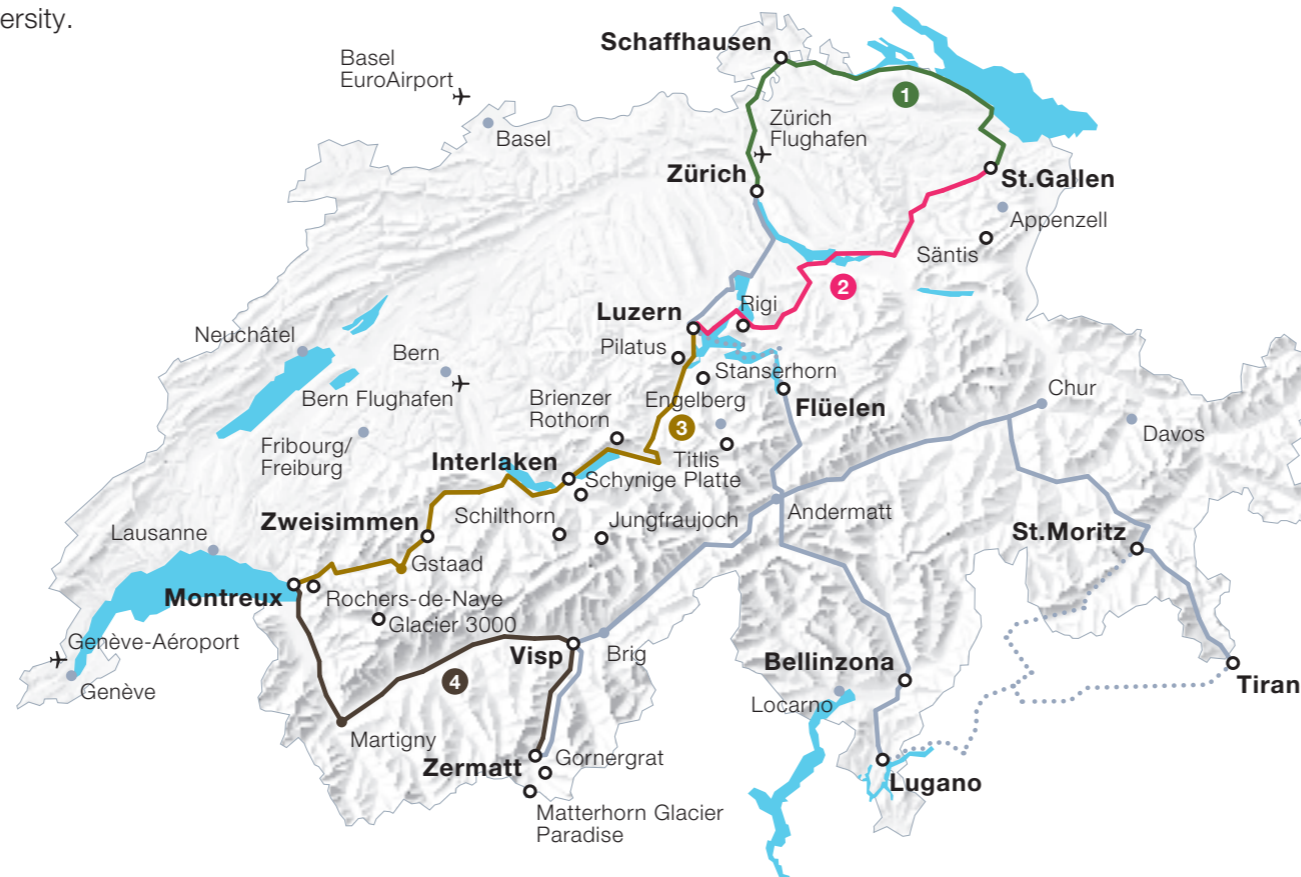 ersity.
Schaffhausen
Basel
EuroAirport
1
Zürich
Flughafen
Basel
Zürich
St.Gallen
Appenzell
Säntis
2
Rigi
Luzern
Neuchâtel
Pilatus
Bern
Stanserhorn
Chur
Bern Flughafen
Brienzer
Rothorn
Engelberg
Flüelen
3
Davos
Fribourg/
Freiburg
Interlaken
Titlis
Schynige Platte
Zweisimmen
Schilthorn
Jungfraujoch
Andermatt
Lausanne
St.Moritz
Gstaad
Montreux
Rochers-de-Naye
Glacier 3000
Genève-Aéroport
Visp
Brig
Bellinzona
4
Genève
Tiran
Locarno
Martigny
Zermatt
Gornergrat
Lugano
Matterhorn Glacier
Paradise